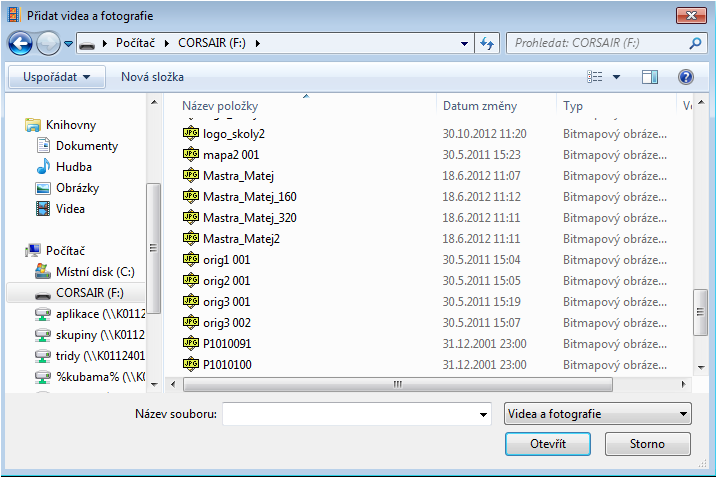 Přidat videa a fotografie
Počítač CORSAIR (F:) Prohledat: CORSAIR (F:)
Uspořádat Nová složka
Název položky Datum změny Typ
Knihovny
Dokumenty
Hudba
Obrázky
Videa
Počítač
Místní disk (C:)
CORSAIR (F:)
aplikace (\\K0112
skupiny (\\K0112
tridy (\\K0112401
%kubama% (\\K
logo_skoly2 30.10.2012 11:20 Bitmapový obráze...
mapa2 001 30.5.2011 15:23 Bitmapový obráze...
Mastra_Matej 18.6.2012 11:07 Bitmapový obráze...
Mastra_Matej_160 18.6.2012 11:12 Bitmapový obráze...
Mastra_Matej_320 18.6.2012 11:11 Bitmapový obráze...
Mastra_Matej2 18.6.2012 11:11 Bitmapový obráze...
orig1 001 30.5.2011 15:04 Bitmapový obráze...
orig2 001 30.5.2011 15:05 Bitmapový obráze...
orig3 001 30.5.2011 15:19 Bitmapový obráze...
orig3 002 30.5.2011 15:07 Bitmapový obráze...
P1010091 31.12.2001 23:00 Bitmapový obráze...
P1010100 31.12.2001 23:00 Bitmapový obráze...
Název souboru: Videa a fotografie
Otevřít Storno